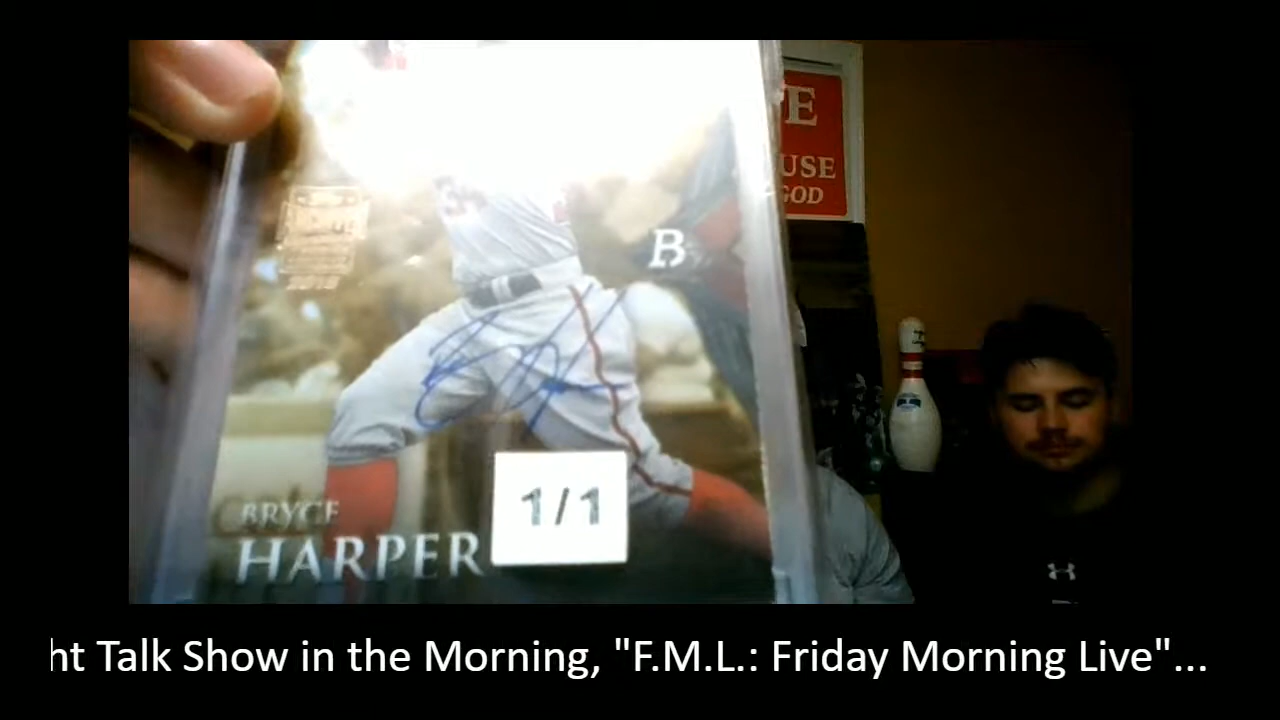 E
USE
GOD
B
BRYCE
HARPER
1/1
ht Talk Show in the Morning, "F.M.L.: Friday Morning Live"...